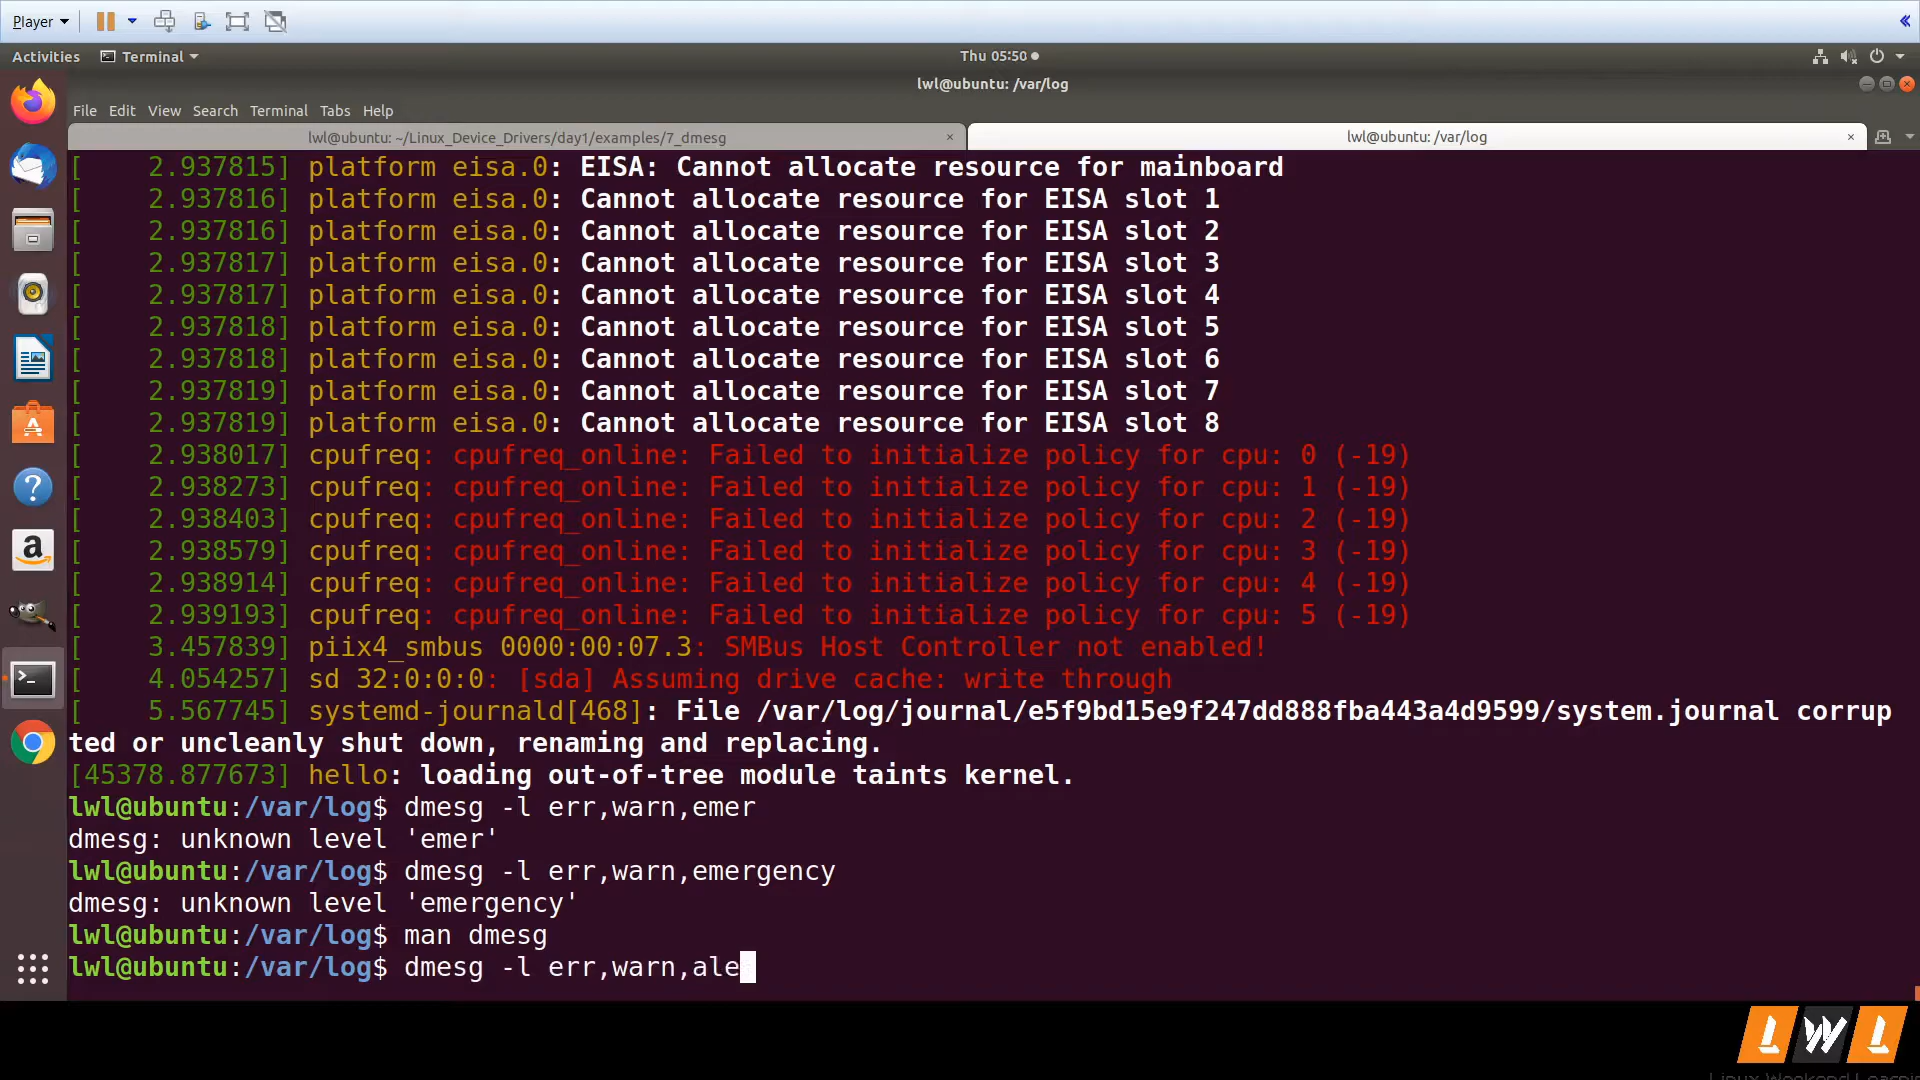 Player
Activities
Terminal
Thu 05:50
lwl@ubuntu: /var/log
File Edit View Search Terminal Tabs Help
lwl@ubuntu: ~/Linux_Device_Drivers/day1/examples/7_dmesg
lwl@ubuntu: /var/log
[    2.937815] platform eisa.0: EISA: Cannot allocate resource for mainboard
[    2.937816] platform eisa.0: Cannot allocate resource for EISA slot 1
[    2.937816] platform eisa.0: Cannot allocate resource for EISA slot 2
[    2.937817] platform eisa.0: Cannot allocate resource for EISA slot 3
[    2.937817] platform eisa.0: Cannot allocate resource for EISA slot 4
[    2.937818] platform eisa.0: Cannot allocate resource for EISA slot 5
[    2.937818] platform eisa.0: Cannot allocate resource for EISA slot 6
[    2.937819] platform eisa.0: Cannot allocate resource for EISA slot 7
[    2.937819] platform eisa.0: Cannot allocate resource for EISA slot 8
[    2.938017] cpufreq: cpufreq_online: Failed to initialize policy for cpu: 0 (-19)
[    2.938273] cpufreq: cpufreq_online: Failed to initialize policy for cpu: 1 (-19)
[    2.938403] cpufreq: cpufreq_online: Failed to initialize policy for cpu: 2 (-19)
[    2.938579] cpufreq: cpufreq_online: Failed to initialize policy for cpu: 3 (-19)
[    2.938914] cpufreq: cpufreq_online: Failed to initialize policy for cpu: 4 (-19)
[    2.939193] cpufreq: cpufreq_online: Failed to initialize policy for cpu: 5 (-19)
[    3.457839] piix4_smbus 0000:00:07.3: SMBus Host Controller not enabled!
[    4.054257] sd 32:0:0:0: [sda] Assuming drive cache: write through
[    5.567745] systemd-journald[468]: File /var/log/journal/e5f9bd15e9f247dd888fba443a4d9599/system.journal corrup
ted or uncleanly shut down, renaming and replacing.
[45378.877673] hello: loading out-of-tree module taints kernel.
lwl@ubuntu:/var/log$ dmesg -l err,warn,emer
dmesg: unknown level 'emer'
lwl@ubuntu:/var/log$ dmesg -l err,warn,emergency
dmesg: unknown level 'emergency'
lwl@ubuntu:/var/log$ man dmesg
lwl@ubuntu:/var/log$ dmesg -l err,warn,ale
LWL